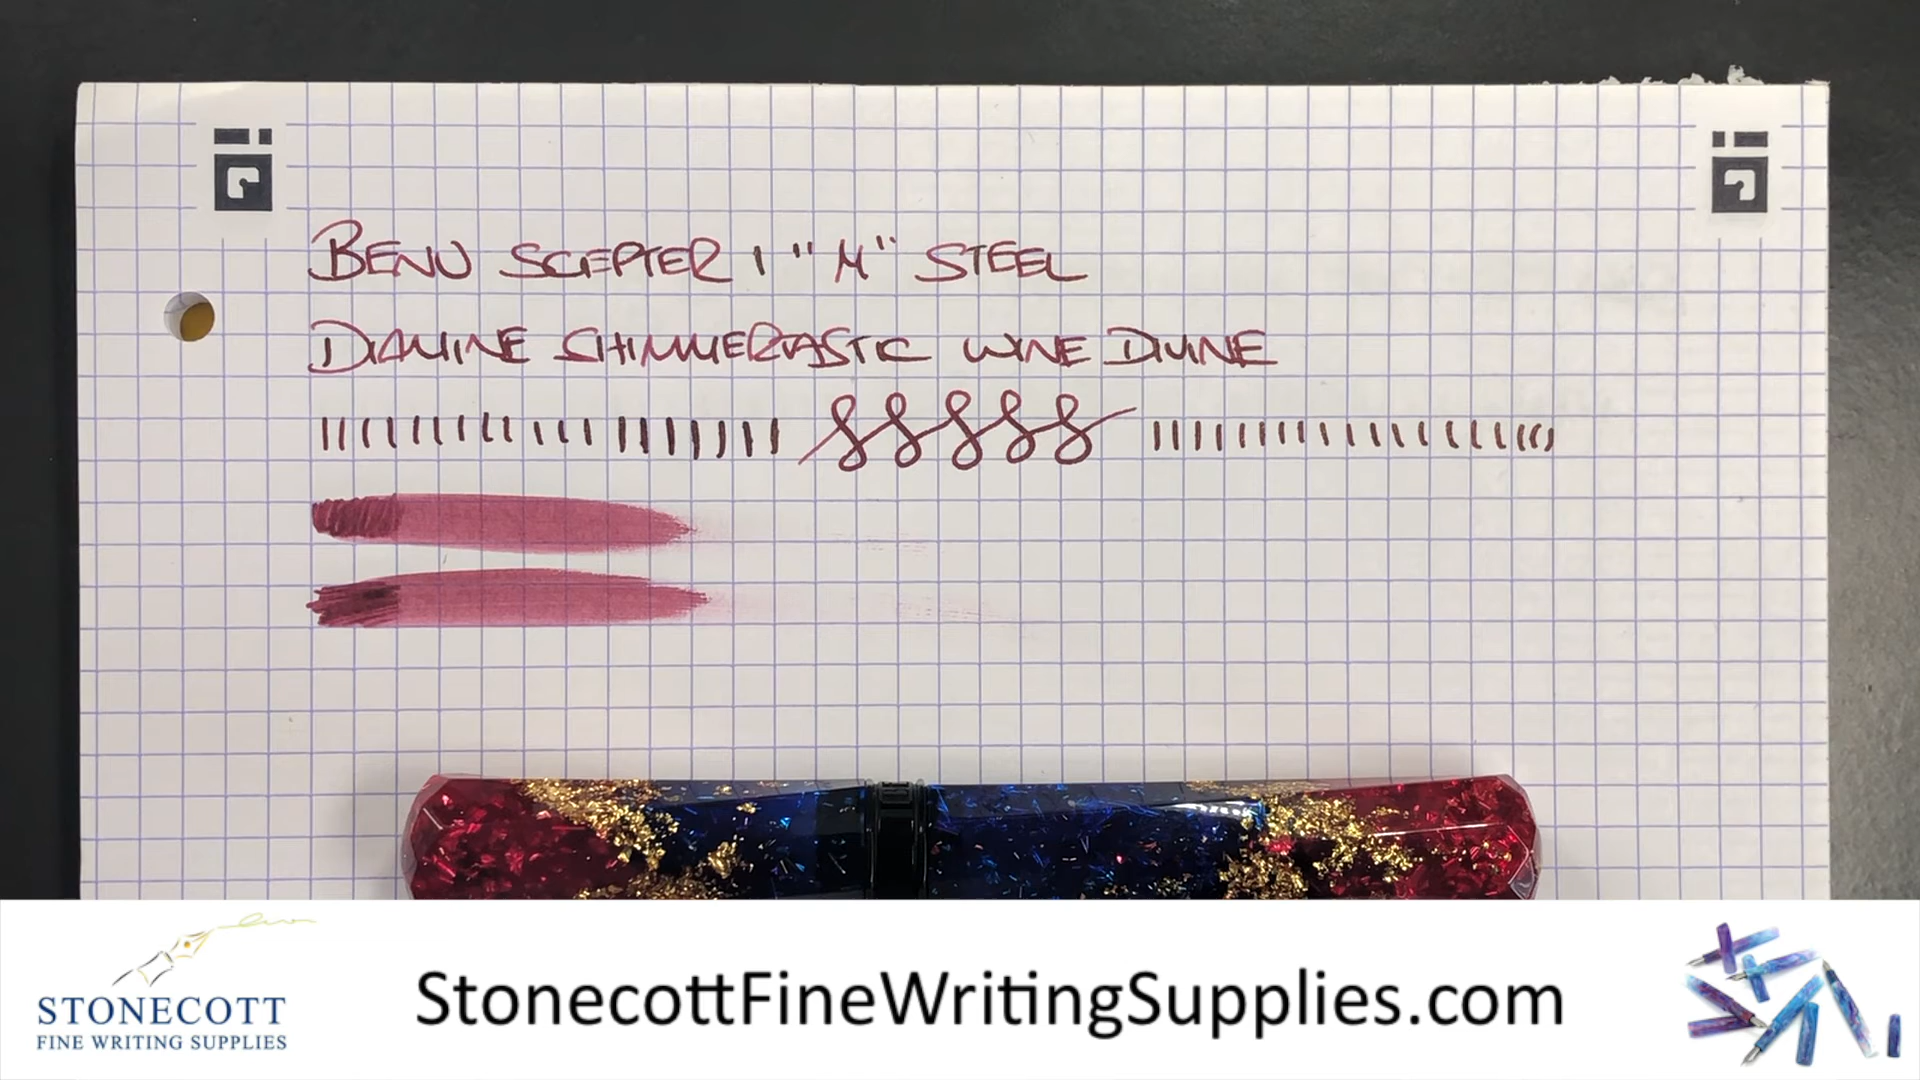 BENU SCEPTER I "M" STEEL
DIAMINE SHIMMERTASTIC WINE DIVINE
STONECOTT
FINE WRITING SUPPLIES
StonecottFineWritingSupplies.com